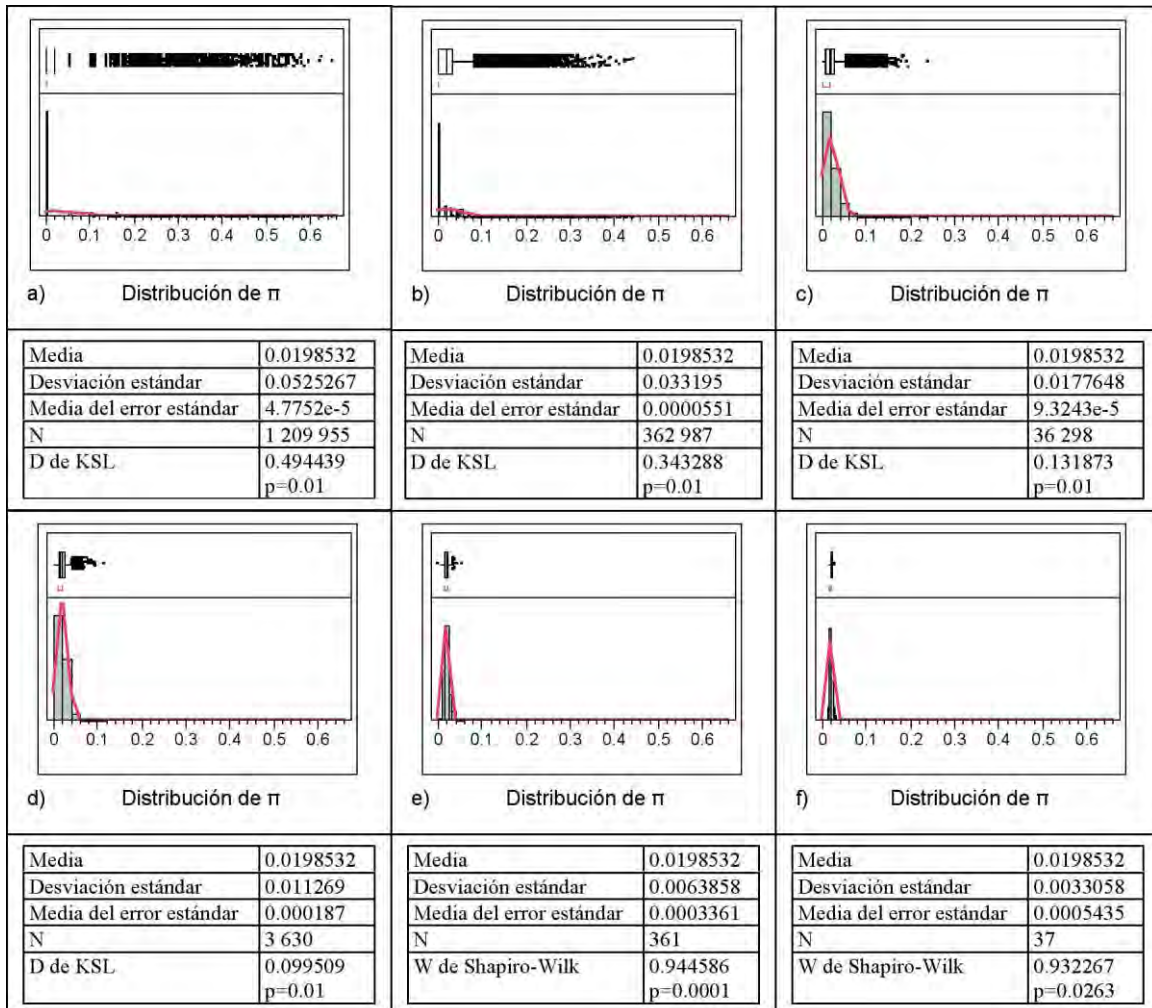 0 0.1 0.2 0.3 0.4 0.5 0.6
a) Distribución de π
0 0.1 0.2 0.3 0.4 0.5 0.6
b) Distribución de π
0 0.1 0.2 0.3 0.4 0.5 0.6
c) Distribución de π
Media 0.0198532
Desviación estándar 0.0525267
Media del error estándar 4.7752e-5
N 1 209 955
D de KSL 0.494439
p=0.01
Media 0.0198532
Desviación estándar 0.033195
Media del error estándar 0.0000551
N 362 987
D de KSL 0.343288
p=0.01
Media 0.0198532
Desviación estándar 0.0177648
Media del error estándar 9.3243e-5
N 36 298
D de KSL 0.131873
p=0.01
0 0.1 0.2 0.3 0.4 0.5 0.6
d) Distribución de π
0 0.1 0.2 0.3 0.4 0.5 0.6
e) Distribución de π
0 0.1 0.2 0.3 0.4 0.5 0.6
f) Distribución de π
Media 0.0198532
Desviación estándar 0.011269
Media del error estándar 0.000187
N 3 630
D de KSL 0.099509
p=0.01
Media 0.0198532
Desviación estándar 0.0063858
Media del error estándar 0.0003361
N 361
W de Shapiro-Wilk 0.944586
p=0.0001
Media 0.0198532
Desviación estándar 0.0033058
Media del error estándar 0.0005435
N 37
W de Shapiro-Wilk 0.932267
p=0.0263